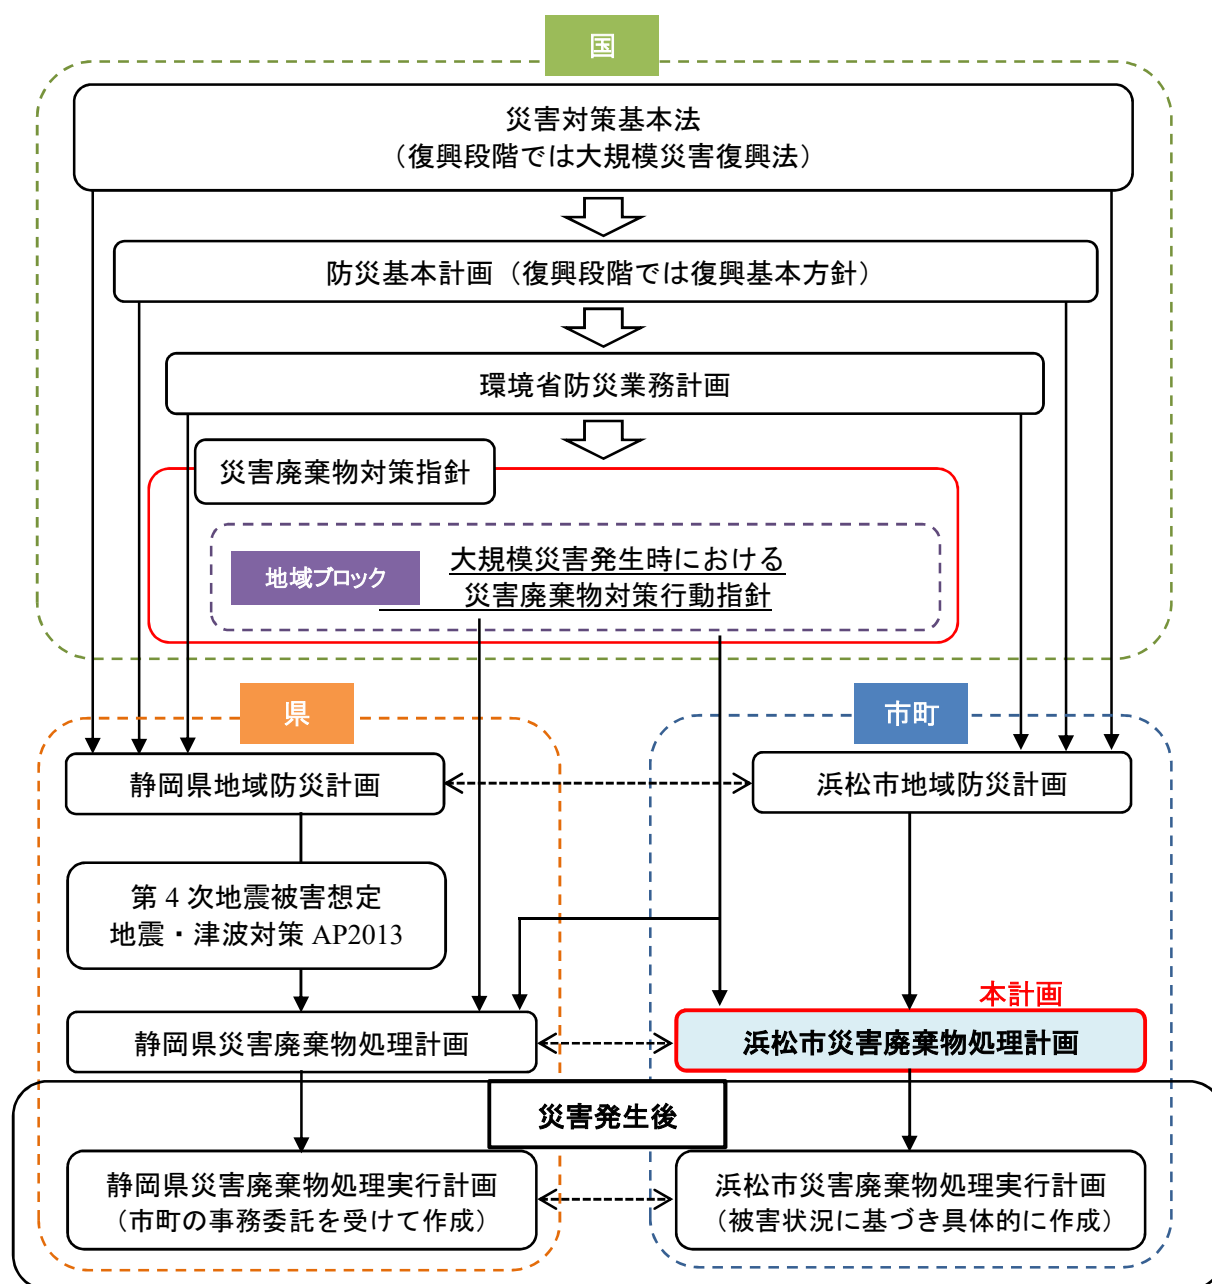 国
災害対策基本法
（復興段階では大規模災害復興法）
防災基本計画（復興段階では復興基本方針）
環境省防災業務計画
災害廃棄物対策指針
地域ブロック
大規模災害発生時における
災害廃棄物対策行動指針
県
市町
静岡県地域防災計画
浜松市地域防災計画
第 4 次地震被害想定
地震・津波対策 AP2013
本計画
静岡県災害廃棄物処理計画
浜松市災害廃棄物処理計画
災害発生後
静岡県災害廃棄物処理実行計画
（市町の事務委託を受けて作成）
浜松市災害廃棄物処理実行計画
（被害状況に基づき具体的に作成）